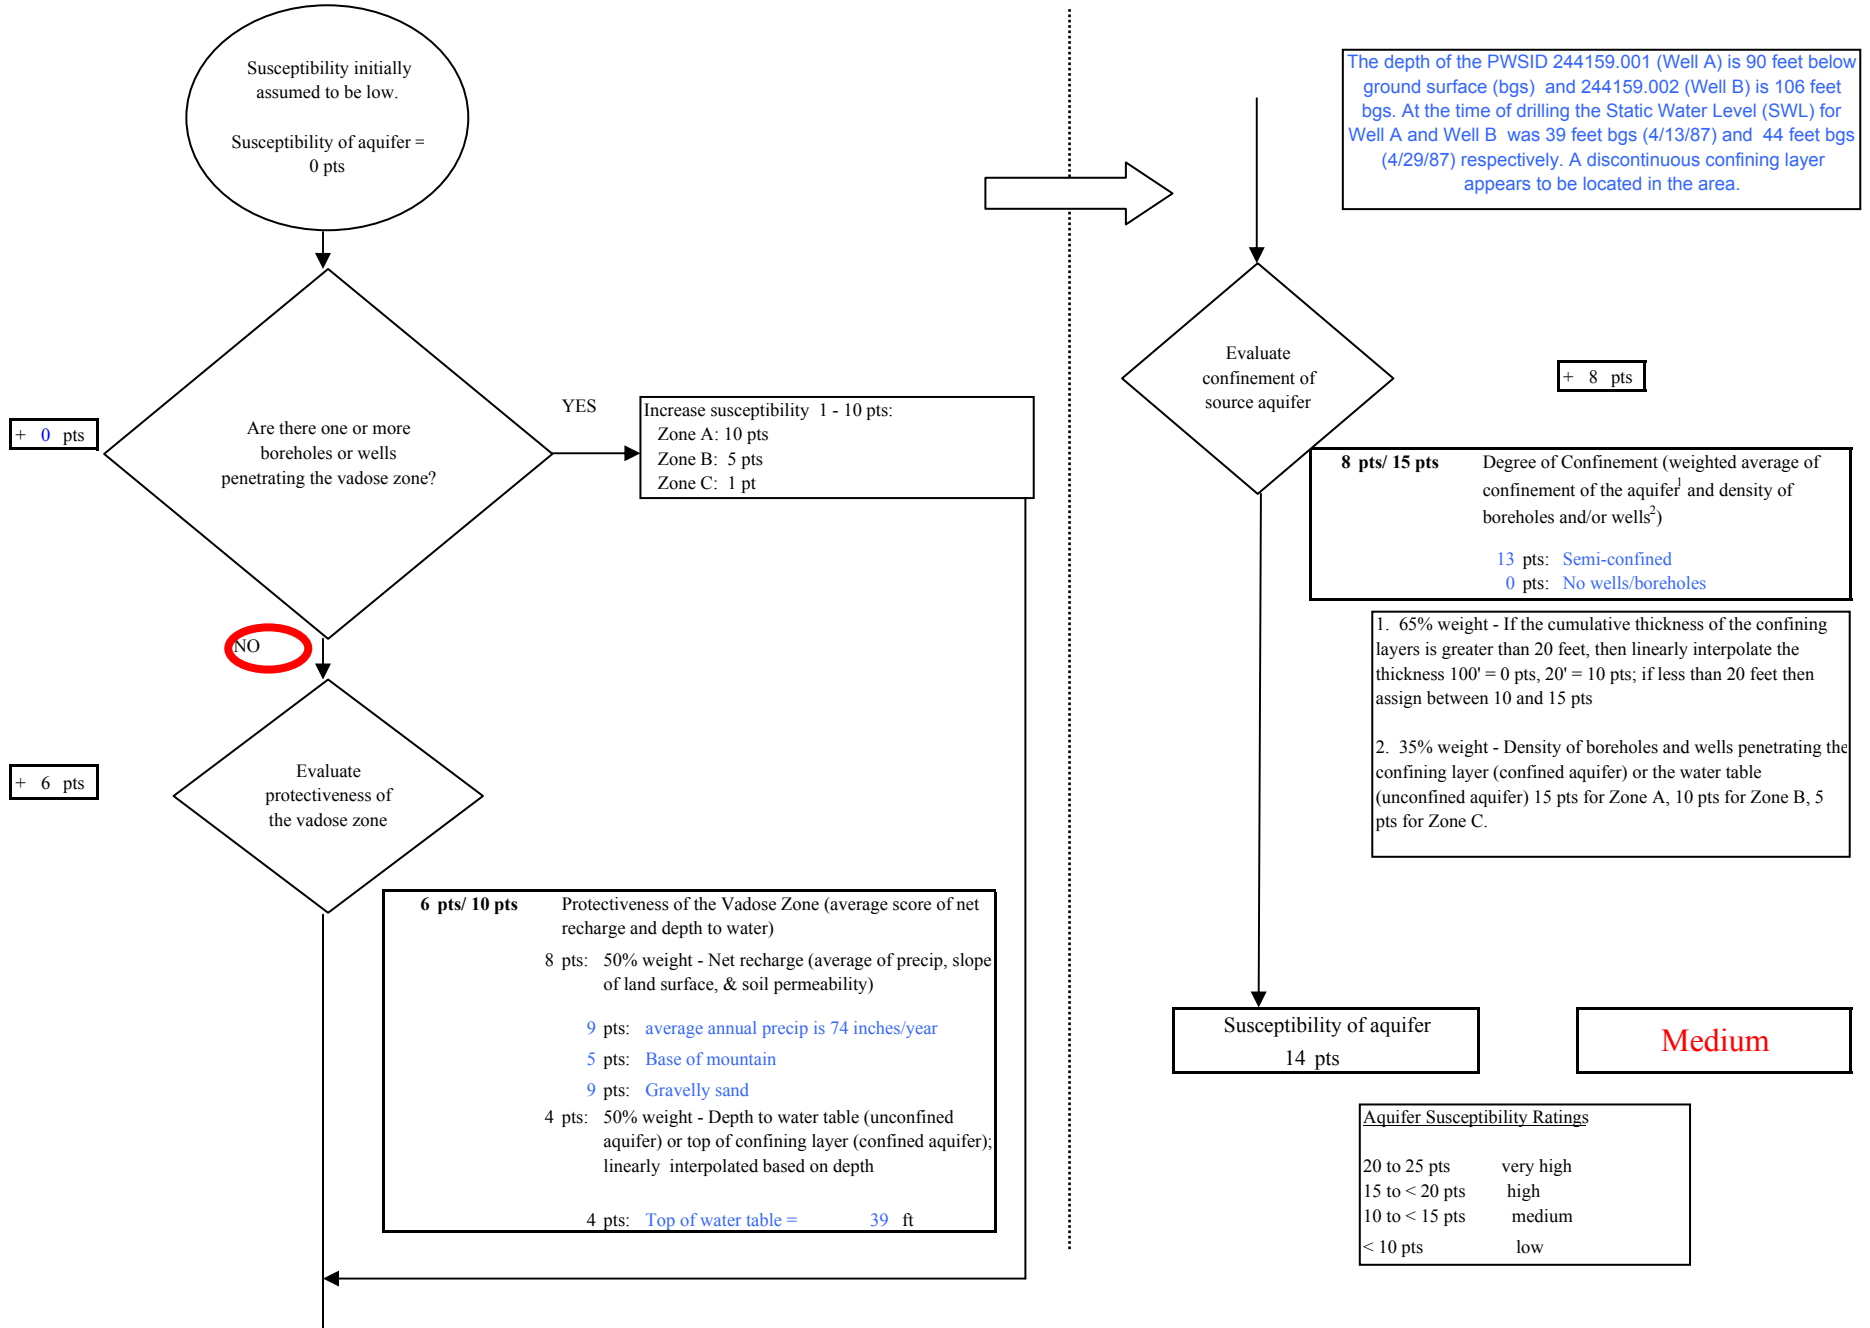 Susceptibility initially
assumed to be low.
Susceptibility of aquifer =
0 pts
+ 0 pts
Are there one or more
boreholes or wells
penetrating the vadose zone?
YES
Increase susceptibility 1 - 10 pts:
Zone A: 10 pts
Zone B: 5 pts
Zone C: 1 pt
NO
+ 6 pts
Evaluate
protectiveness of
the vadose zone
6 pts/ 10 pts Protectiveness of the Vadose Zone (average score of net
recharge and depth to water)
8 pts: 50% weight - Net recharge (average of precip, slope
of land surface, & soil permeability)
9 pts: average annual precip is 74 inches/year
5 pts: Base of mountain
9 pts: Gravelly sand
4 pts: 50% weight - Depth to water table (unconfined
aquifer) or top of confining layer (confined aquifer);
linearly interpolated based on depth
4 pts: Top of water table = 39 ft
The depth of the PWSID 244159.001 (Well A) is 90 feet below
ground surface (bgs) and 244159.002 (Well B) is 106 feet
bgs. At the time of drilling the Static Water Level (SWL) for
Well A and Well B was 39 feet bgs (4/13/87) and 44 feet bgs
(4/29/87) respectively. A discontinuous confining layer
appears to be located in the area.
Evaluate
confinement of
source aquifer
+ 8 pts
8 pts/ 15 pts Degree of Confinement (weighted average of
confinement of the aquifer¹ and density of
boreholes and/or wells²)
13 pts: Semi-confined
0 pts: No wells/boreholes
1. 65% weight - If the cumulative thickness of the confining
layers is greater than 20 feet, then linearly interpolate the
thickness 100' = 0 pts, 20' = 10 pts; if less than 20 feet then
assign between 10 and 15 pts
2. 35% weight - Density of boreholes and wells penetrating the
confining layer (confined aquifer) or the water table
(unconfined aquifer) 15 pts for Zone A, 10 pts for Zone B, 5
pts for Zone C.
Susceptibility of aquifer
14 pts
Medium
Aquifer Susceptibility Ratings
20 to 25 pts very high
15 to < 20 pts high
10 to < 15 pts medium
< 10 pts low